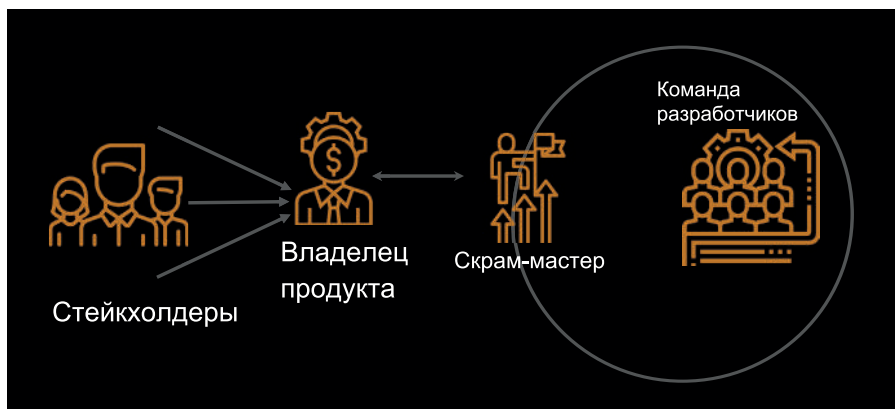 Стейкхолдеры
Владелец
продукта
$
Скрам-мастер
Команда
разработчиков